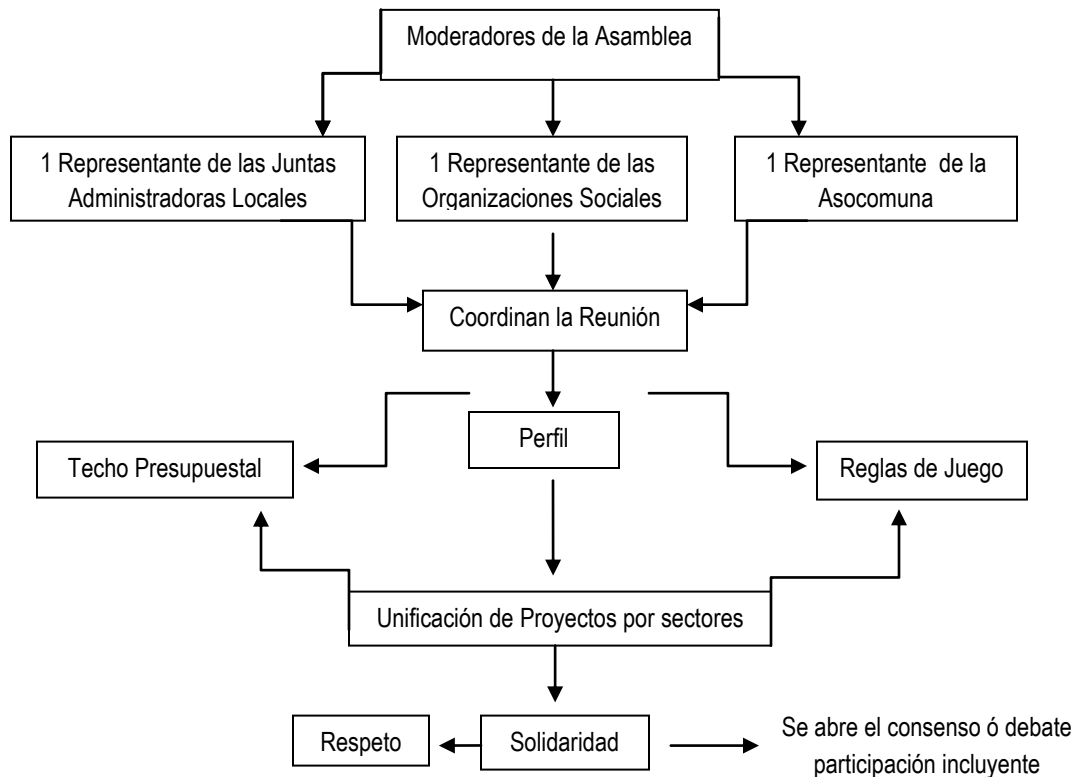 Moderadores de la Asamblea
1 Representante de las Juntas
Administradoras Locales
1 Representante de las
Organizaciones Sociales
1 Representante de la
Asocomuna
Coordinan la Reunión
Perfil
Techo Presupuestal
Reglas de Juego
Unificación de Proyectos por sectores
Respeto
Solidaridad
Se abre el consenso ó debate
participación incluyente